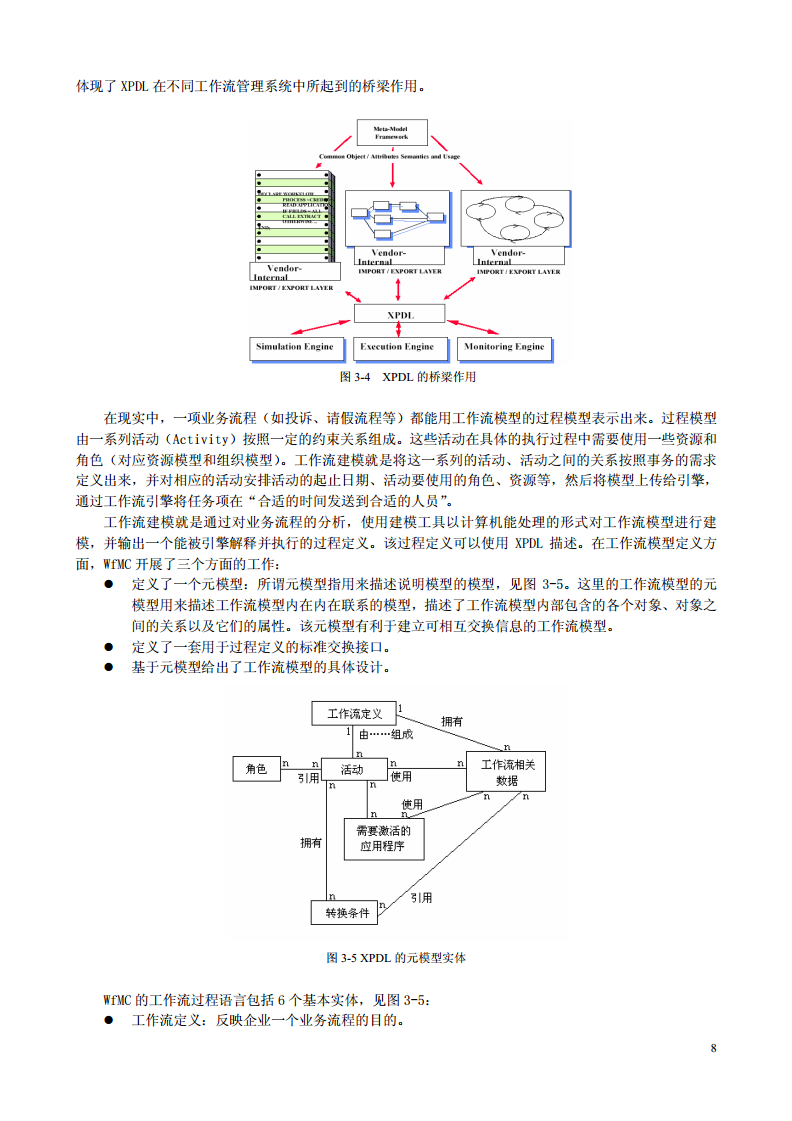 体现了 XPDL 在不同工作流管理系统中所起到的桥梁作用。
Meta-Model
Framework
Common Object / Attributes Semantics and Usage
DECLARE WORKFLOW
PROCESS <CREDI
READ APPLICATION
IF FIELDS = ALL
CALL EXTRACT
OTHERWISE ..
Vendor-
Internal
Vendor-
Internal
Vendor-
Internal
IMPORT / EXPORT LAYER
IMPORT / EXPORT LAYER
IMPORT / EXPORT LAYER
XPDL
Simulation Engine
Execution Engine
Monitoring Engine
图 3-4 XPDL 的桥梁作用
在现实中，一项业务流程（如投诉、请假流程等）都能用工作流模型的过程模型表示出来。过程模型
由一系列活动（Activity）按照一定的约束关系组成。这些活动在具体的执行过程中需要使用一些资源和
角色（对应资源模型和组织模型）。工作流建模就是将这一系列的活动、活动之间的关系按照事务的需求
定义出来，并对相应的活动安排活动的起止日期、活动要使用的角色、资源等，然后将模型上传给引擎，
通过工作流引擎将任务项在“合适的时间发送到合适的人员”。
工作流建模就是通过对业务流程的分析，使用建模工具以计算机能处理的形式对工作流模型进行建
模，并输出一个能被引擎解释并执行的过程定义。该过程定义可以使用 XPDL 描述。在工作流模型定义方
面，WfMC 开展了三个方面的工作：
● 定义了一个元模型：所谓元模型指用来描述说明模型的模型，见图 3-5。这里的工作流模型的元
模型用来描述工作流模型内在内在联系的模型，描述了工作流模型内部包含的各个对象、对象之
间的关系以及它们的属性。该元模型有利于建立可相互交换信息的工作流模型。
● 定义了一套用于过程定义的标准交换接口。
● 基于元模型给出了工作流模型的具体设计。
工作流定义
1
拥有
1
由……组成
n
n
角色
n
n
引用
活动
n
使用
n
工作流相关
数据
n
n
n
n
使用
n
n
需要激活的
应用程序
拥有
n
转换条件
n
引用
图 3-5 XPDL 的元模型实体
WfMC 的工作流过程语言包括 6 个基本实体，见图 3-5：
● 工作流定义：反映企业一个业务流程的目的。
8